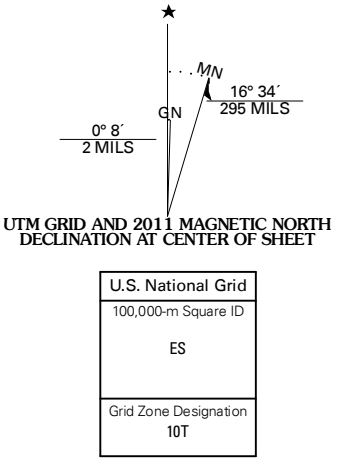 MN
16° 34´
295 MILS
GN
0° 8´
2 MILS
UTM GRID AND 2011 MAGNETIC NORTH
DECLINATION AT CENTER OF SHEET
U.S. National Grid
100,000-m Square ID
ES
Grid Zone Designation
10T